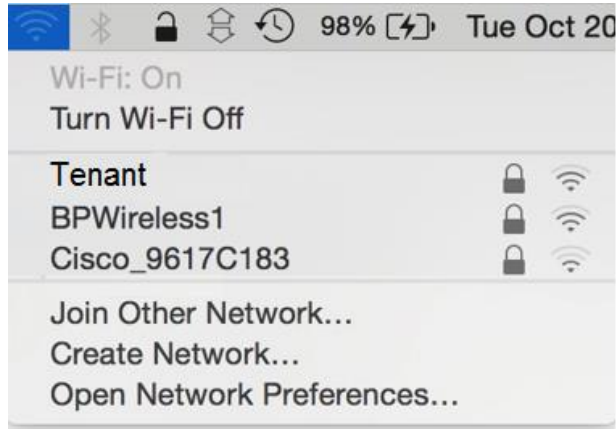 98% Tue Oct 20
Wi-Fi: On
Turn Wi-Fi Off
Tenant
BPWireless1
Cisco_9617C183
Join Other Network...
Create Network...
Open Network Preferences...